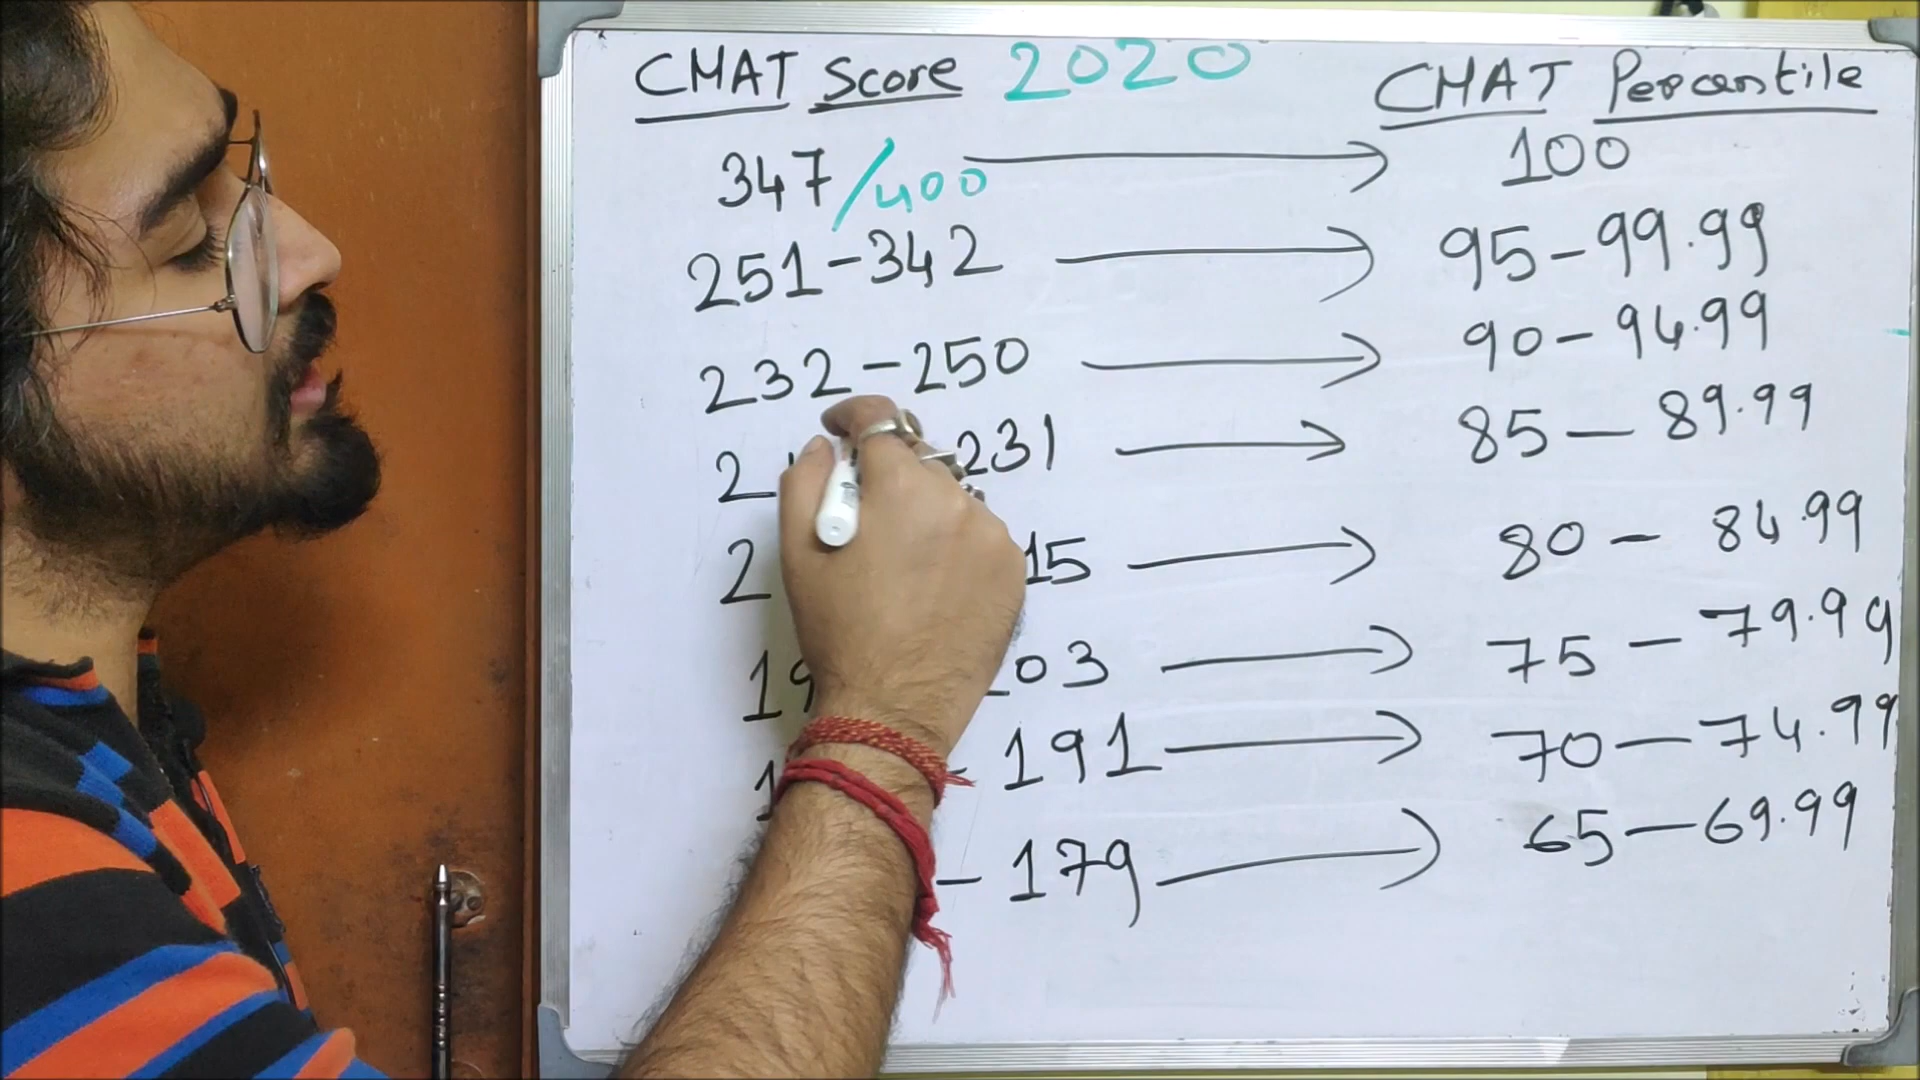 CMAT Score 2020 CMAT Percentile
347/400 → 100
251-342 → 95-99.99
232-250 → 90-94.99
231 → 85-89.99
15 → 80-84.99
03 → 75-79.99
- 191 → 70-74.99
- 179 → 65-69.99